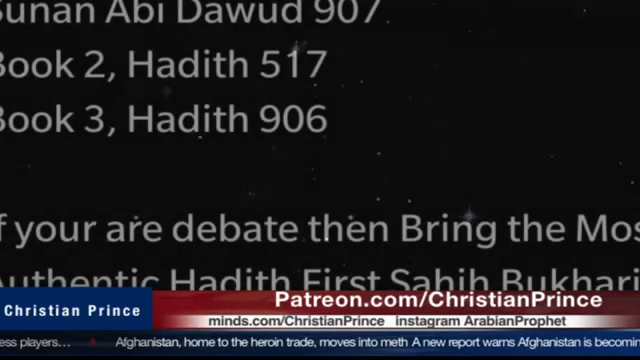 Sunan Abi Dawud 907
Book 2, Hadith 517
Book 3, Hadith 906
f your are debate then Bring the Mos
Authentic Hadith First Sahih Bukhari
Christian Prince
Patreon.com/ChristianPrince
minds.com/ChristianPrince instagram ArabianProphet
ess players... Afghanistan, home to the heroin trade, moves into meth A new report warns Afghanistan is becomin